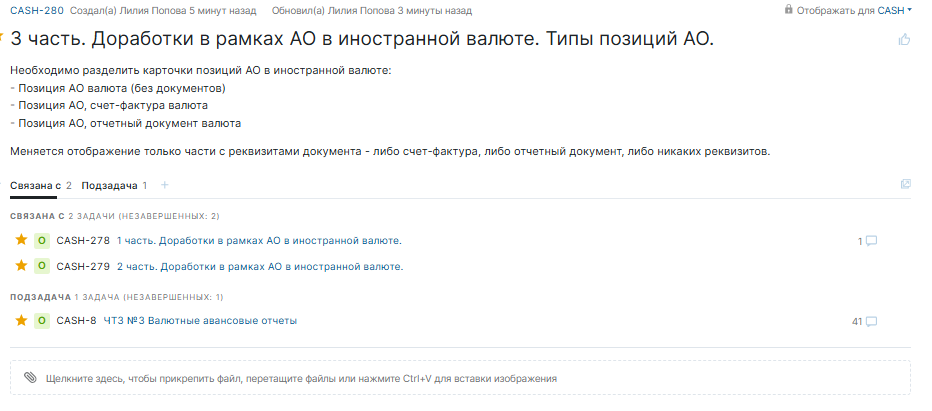 CASH-280 Создал(а) Лилия Попова 5 минут назад Обновил(а) Лилия Попова 3 минуты назад Отображать для CASH
3 часть. Доработки в рамках АО в иностранной валюте. Типы позиций АО.
Необходимо разделить карточки позиций АО в иностранной валюте:
- Позиция АО валюта (без документов)
- Позиция АО, счет-фактура валюта
- Позиция АО, отчетный документ валюта
Меняется отображение только части с реквизитами документа - либо счет-фактура, либо отчетный документ, либо никаких реквизитов.
Связана с 2 Подзадача 1 +
СВЯЗАНА С 2 ЗАДАЧИ (НЕЗАВЕРШЕННЫХ: 2)
О CASH-278 1 часть. Доработки в рамках АО в иностранной валюте. 1
О CASH-279 2 часть. Доработки в рамках АО в иностранной валюте.
ПОДЗАДАЧА 1 ЗАДАЧА (НЕЗАВЕРШЕННЫХ: 1)
О CASH-8 ЧТЗ №3 Валютные авансовые отчеты 41
Щелкните здесь, чтобы прикрепить файл, перетащите файлы или нажмите Ctrl+V для вставки изображения